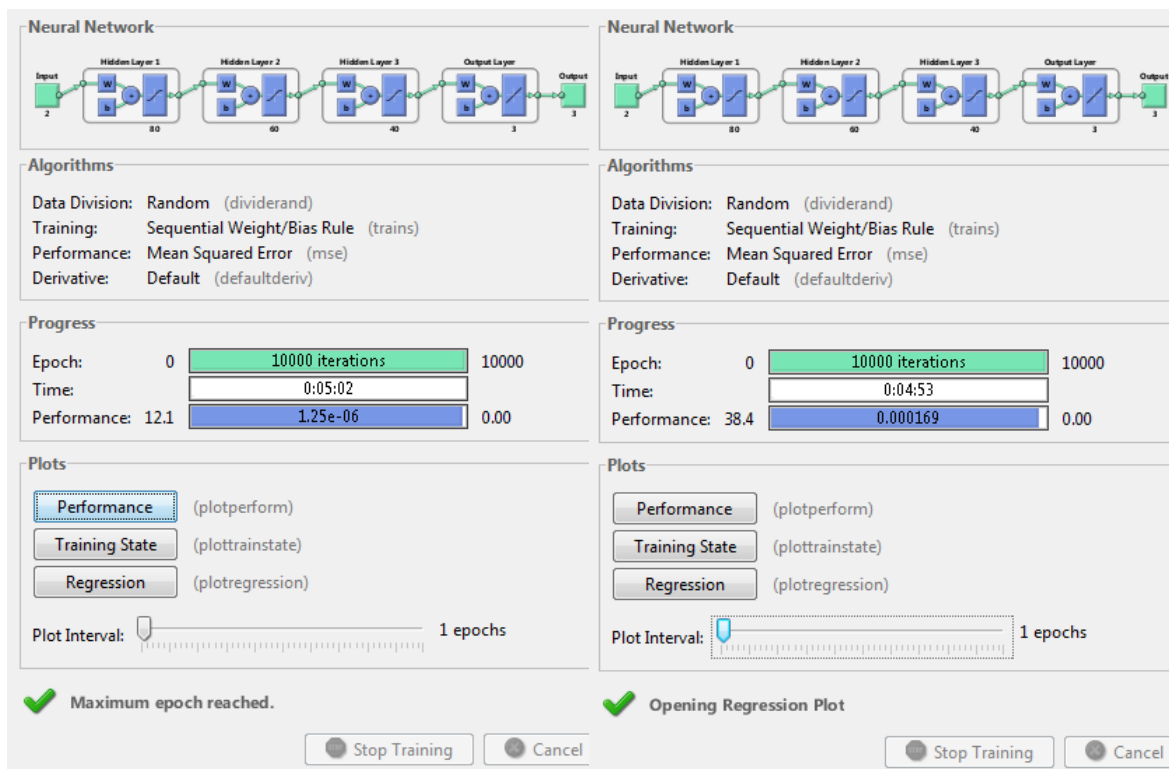 Neural Network
Hidden Layer 1 Hidden Layer 2 Hidden Layer 3 Output Layer
Input Output
W W W W
+ + + +
b b b b
2 3
80 60 40 3
Algorithms
Data Division: Random (dividerand)
Training: Sequential Weight/Bias Rule (trains)
Performance: Mean Squared Error (mse)
Derivative: Default (defaultderiv)
Progress
Epoch: 0 10000 iterations 10000
Time: 0:05:02
Performance: 12.1 1.25e-06 0.00
Plots
Performance (plotperform)
Training State (plottrainstate)
Regression (plotregression)
Plot Interval: 1 epochs
Maximum epoch reached.
Stop Training Cancel
Neural Network
Hidden Layer 1 Hidden Layer 2 Hidden Layer 3 Output Layer
Input Output
W W W W
+ + + +
b b b b
2 3
80 60 40 3
Algorithms
Data Division: Random (dividerand)
Training: Sequential Weight/Bias Rule (trains)
Performance: Mean Squared Error (mse)
Derivative: Default (defaultderiv)
Progress
Epoch: 0 10000 iterations 10000
Time: 0:04:53
Performance: 38.4 0.000169 0.00
Plots
Performance (plotperform)
Training State (plottrainstate)
Regression (plotregression)
Plot Interval: 1 epochs
Opening Regression Plot
Stop Training Cancel